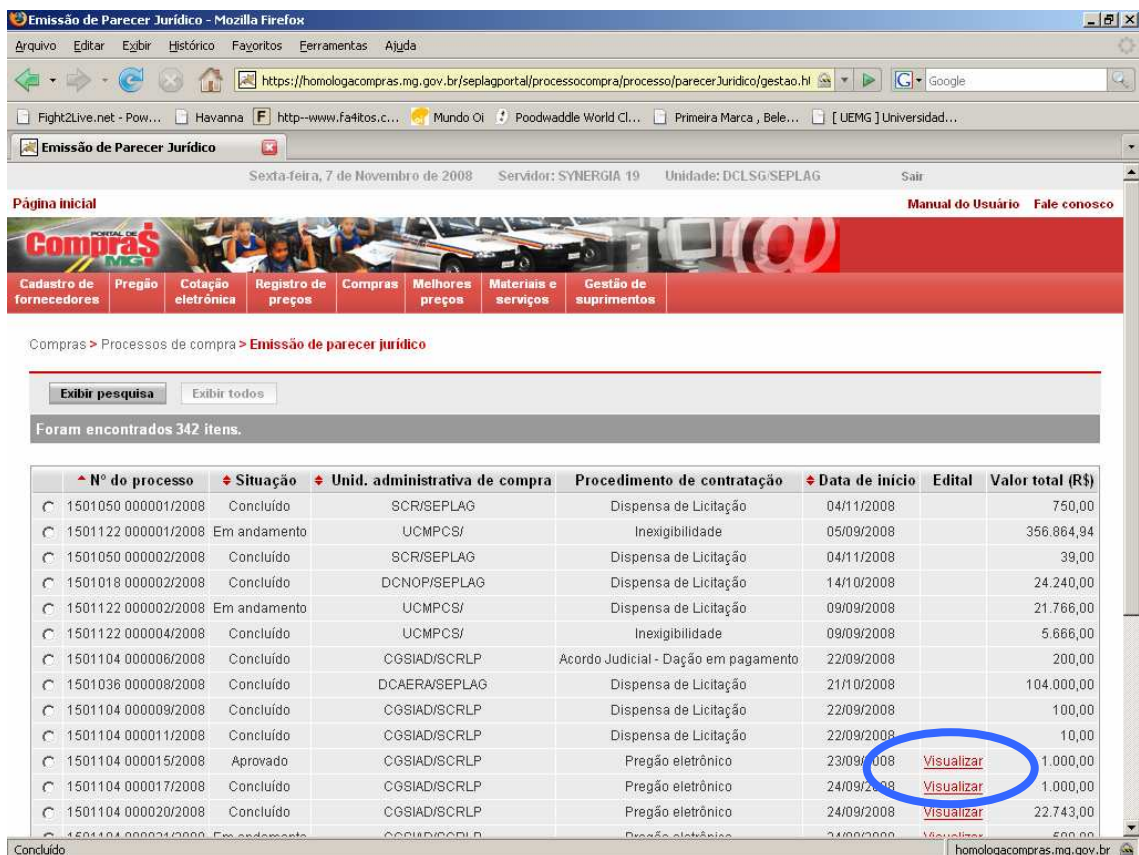 Emissão de Parecer Jurídico - Mozilla Firefox
Arquivo Editar Exibir Histórico Favoritos Ferramentas Ajuda
https://homologacompras.mg.gov.br/seplagportal/processocompra/processo/parecerJuridico/gestao.ht Google
Fight2Live.net - Pow... Havanna http--www.fa4itos.c... Mundo Oi Poodwaddle World Cl... Primeira Marca , Bele... [ UEMG ] Universidad...
Emissão de Parecer Jurídico
Sexta-feira, 7 de Novembro de 2008 Servidor: SYNERGIA 19 Unidade: DCLSG/SEPLAG Sair
Página inicial Manual do Usuário Fale conosco
PORTAL DE
Compra$
MG
Cadastro de fornecedores Pregão Cotação eletrônica Registro de preços Compras Melhores preços Materiais e serviços Gestão de suprimentos
Compras > Processos de compra > Emissão de parecer jurídico
Exibir pesquisa Exibir todos
Foram encontrados 342 itens.
Nº do processo Situação Unid. administrativa de compra Procedimento de contratação Data de início Edital Valor total (R$)
1501050 000001/2008 Concluído SCR/SEPLAG Dispensa de Licitação 04/11/2008 750,00
1501122 000001/2008 Em andamento UCMPCS/ Inexigibilidade 05/09/2008 356.864,94
1501050 000002/2008 Concluído SCR/SEPLAG Dispensa de Licitação 04/11/2008 39,00
1501018 000002/2008 Concluído DCNOP/SEPLAG Dispensa de Licitação 14/10/2008 24.240,00
1501122 000002/2008 Em andamento UCMPCS/ Dispensa de Licitação 09/09/2008 21.766,00
1501122 000004/2008 Concluído UCMPCS/ Inexigibilidade 09/09/2008 5.666,00
1501104 000006/2008 Concluído CGSIAD/SCRLP Acordo Judicial - Dação em pagamento 22/09/2008 200,00
1501036 000008/2008 Concluído DCAERA/SEPLAG Dispensa de Licitação 21/10/2008 104.000,00
1501104 000009/2008 Concluído CGSIAD/SCRLP Dispensa de Licitação 22/09/2008 100,00
1501104 000011/2008 Concluído CGSIAD/SCRLP Dispensa de Licitação 22/09/2008 10,00
1501104 000015/2008 Aprovado CGSIAD/SCRLP Pregão eletrônico 23/09/2008 Visualizar 1.000,00
1501104 000017/2008 Concluído CGSIAD/SCRLP Pregão eletrônico 24/09/2008 Visualizar 1.000,00
1501104 000020/2008 Concluído CGSIAD/SCRLP Pregão eletrônico 24/09/2008 Visualizar 22.743,00
Concluído homologacompras.mg.gov.br